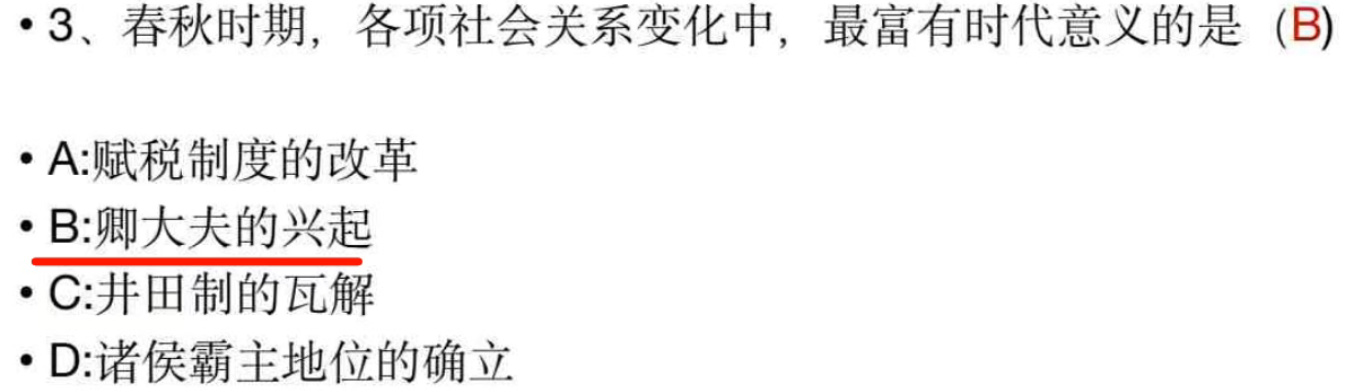 • 3、春秋时期，各项社会关系变化中，最富有时代意义的是（B)
• A:赋税制度的改革
• B:卿大夫的兴起
• C:井田制的瓦解
• D:诸侯霸主地位的确立